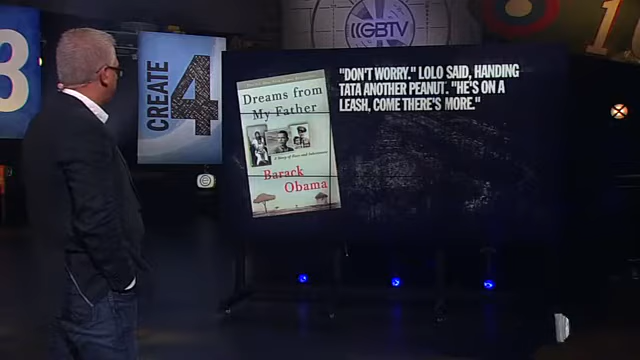 3
CREATE
4
GBTV
Dreams from
My Father
A Story of Race and Inheritance
Barack
Obama
"DON'T WORRY." LOLO SAID, HANDING
TATA ANOTHER PEANUT. "HE'S ON A
LEASH, COME THERE'S MORE."
1